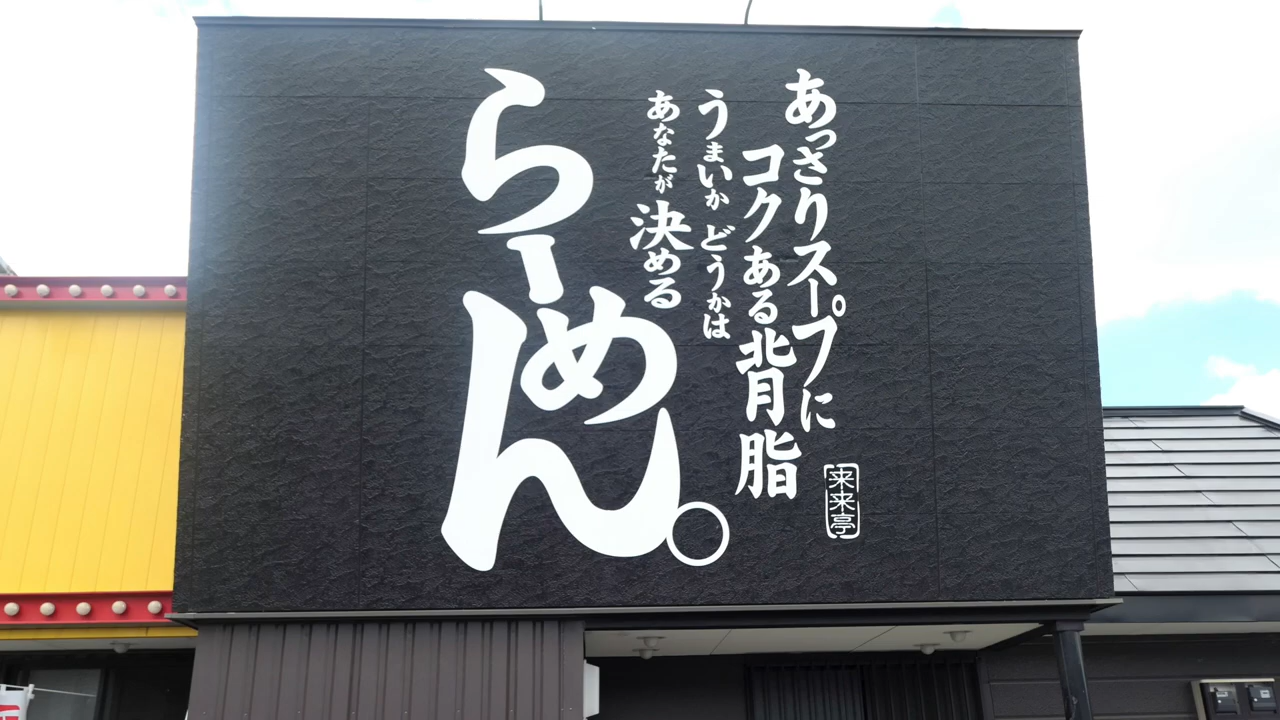 あっさりスープに
コクある背脂
うまいか どうかは
あなたが 決める
らーめん。
来来亭